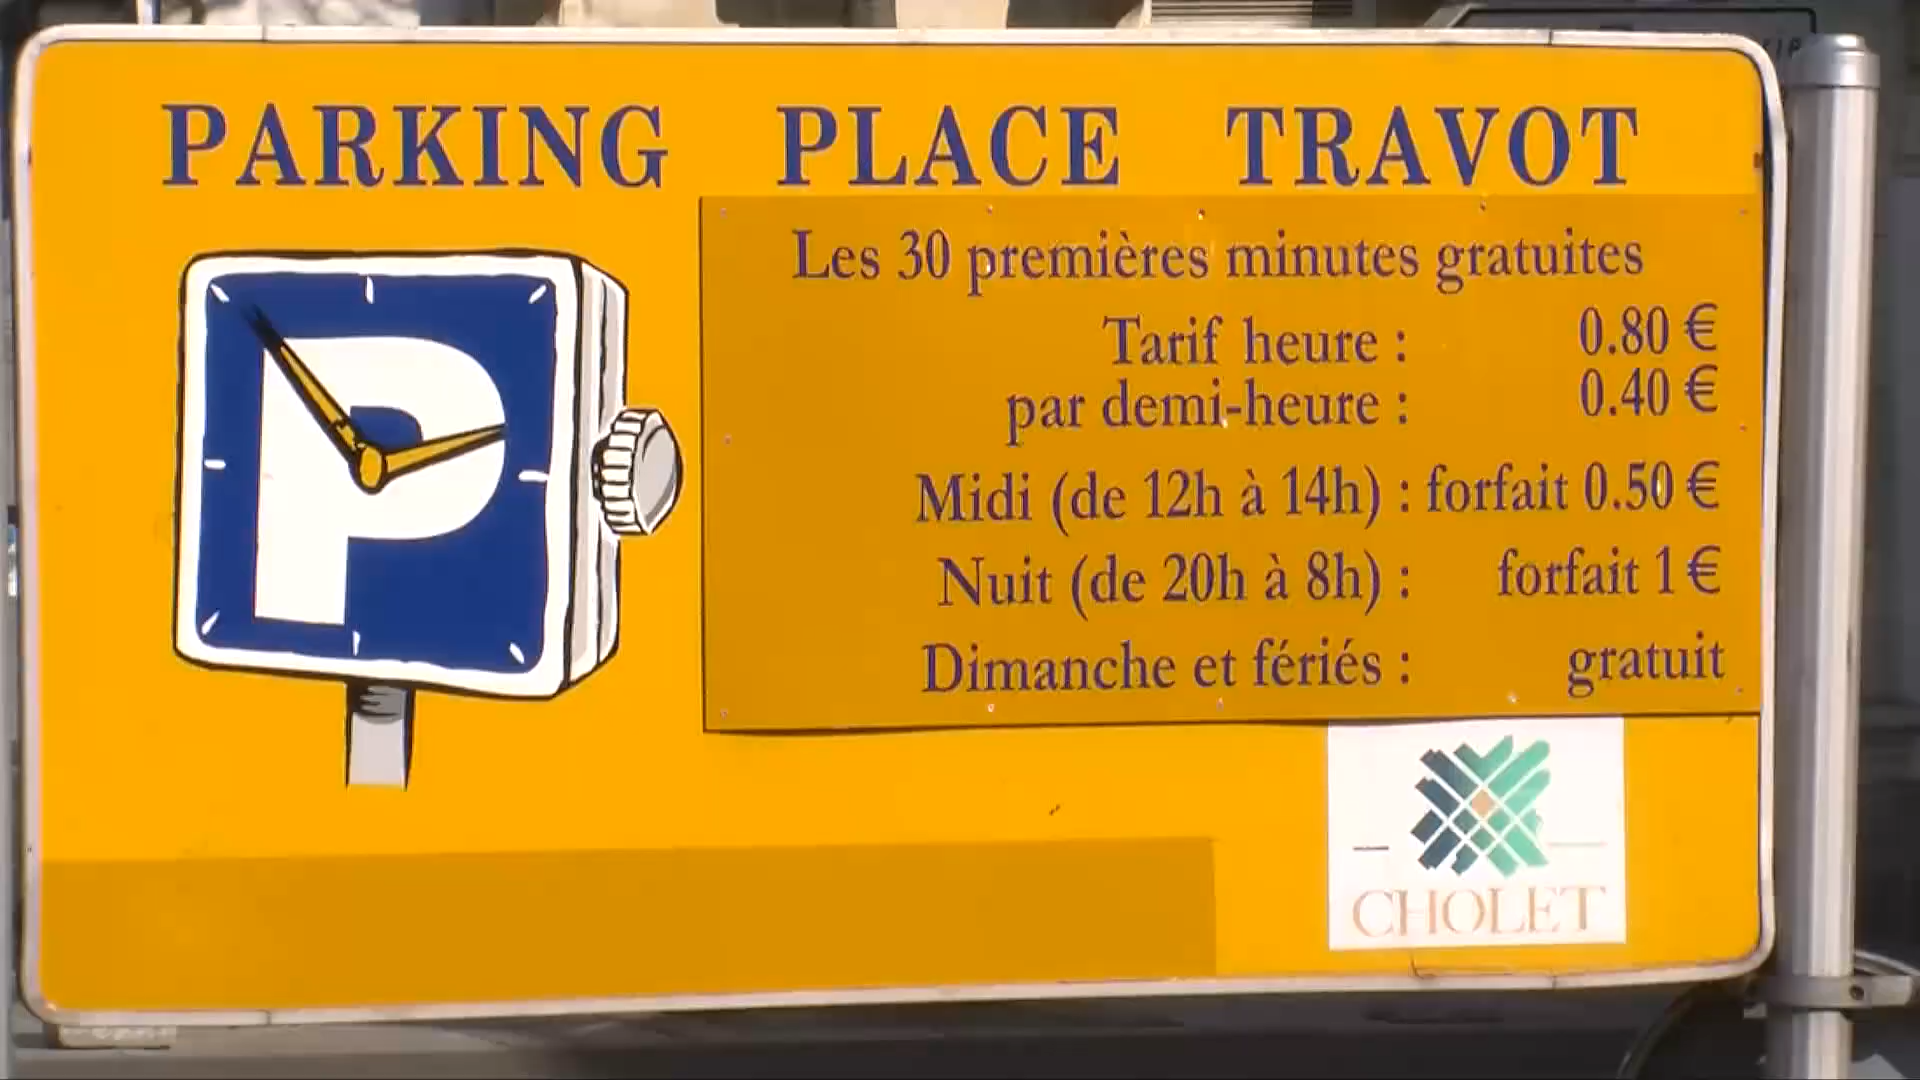 PARKING PLACE TRAVOT
Les 30 premières minutes gratuites
Tarif heure : 0.80 €
par demi-heure : 0.40 €
Midi (de 12h à 14h) : forfait 0.50 €
Nuit (de 20h à 8h) : forfait 1 €
Dimanche et fériés : gratuit
P
CHOLET